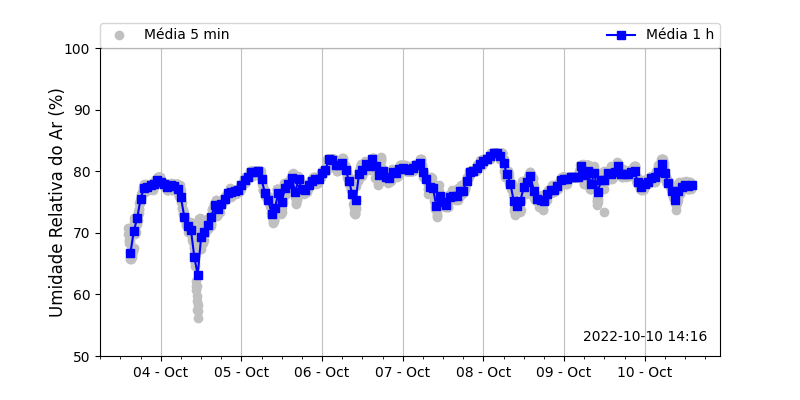 Média 5 min Média 1 h
Umidade Relativa do Ar (%)
100
90
80
70
60
50
2022-10-10 14:16
04 - Oct 05 - Oct 06 - Oct 07 - Oct 08 - Oct 09 - Oct 10 - Oct